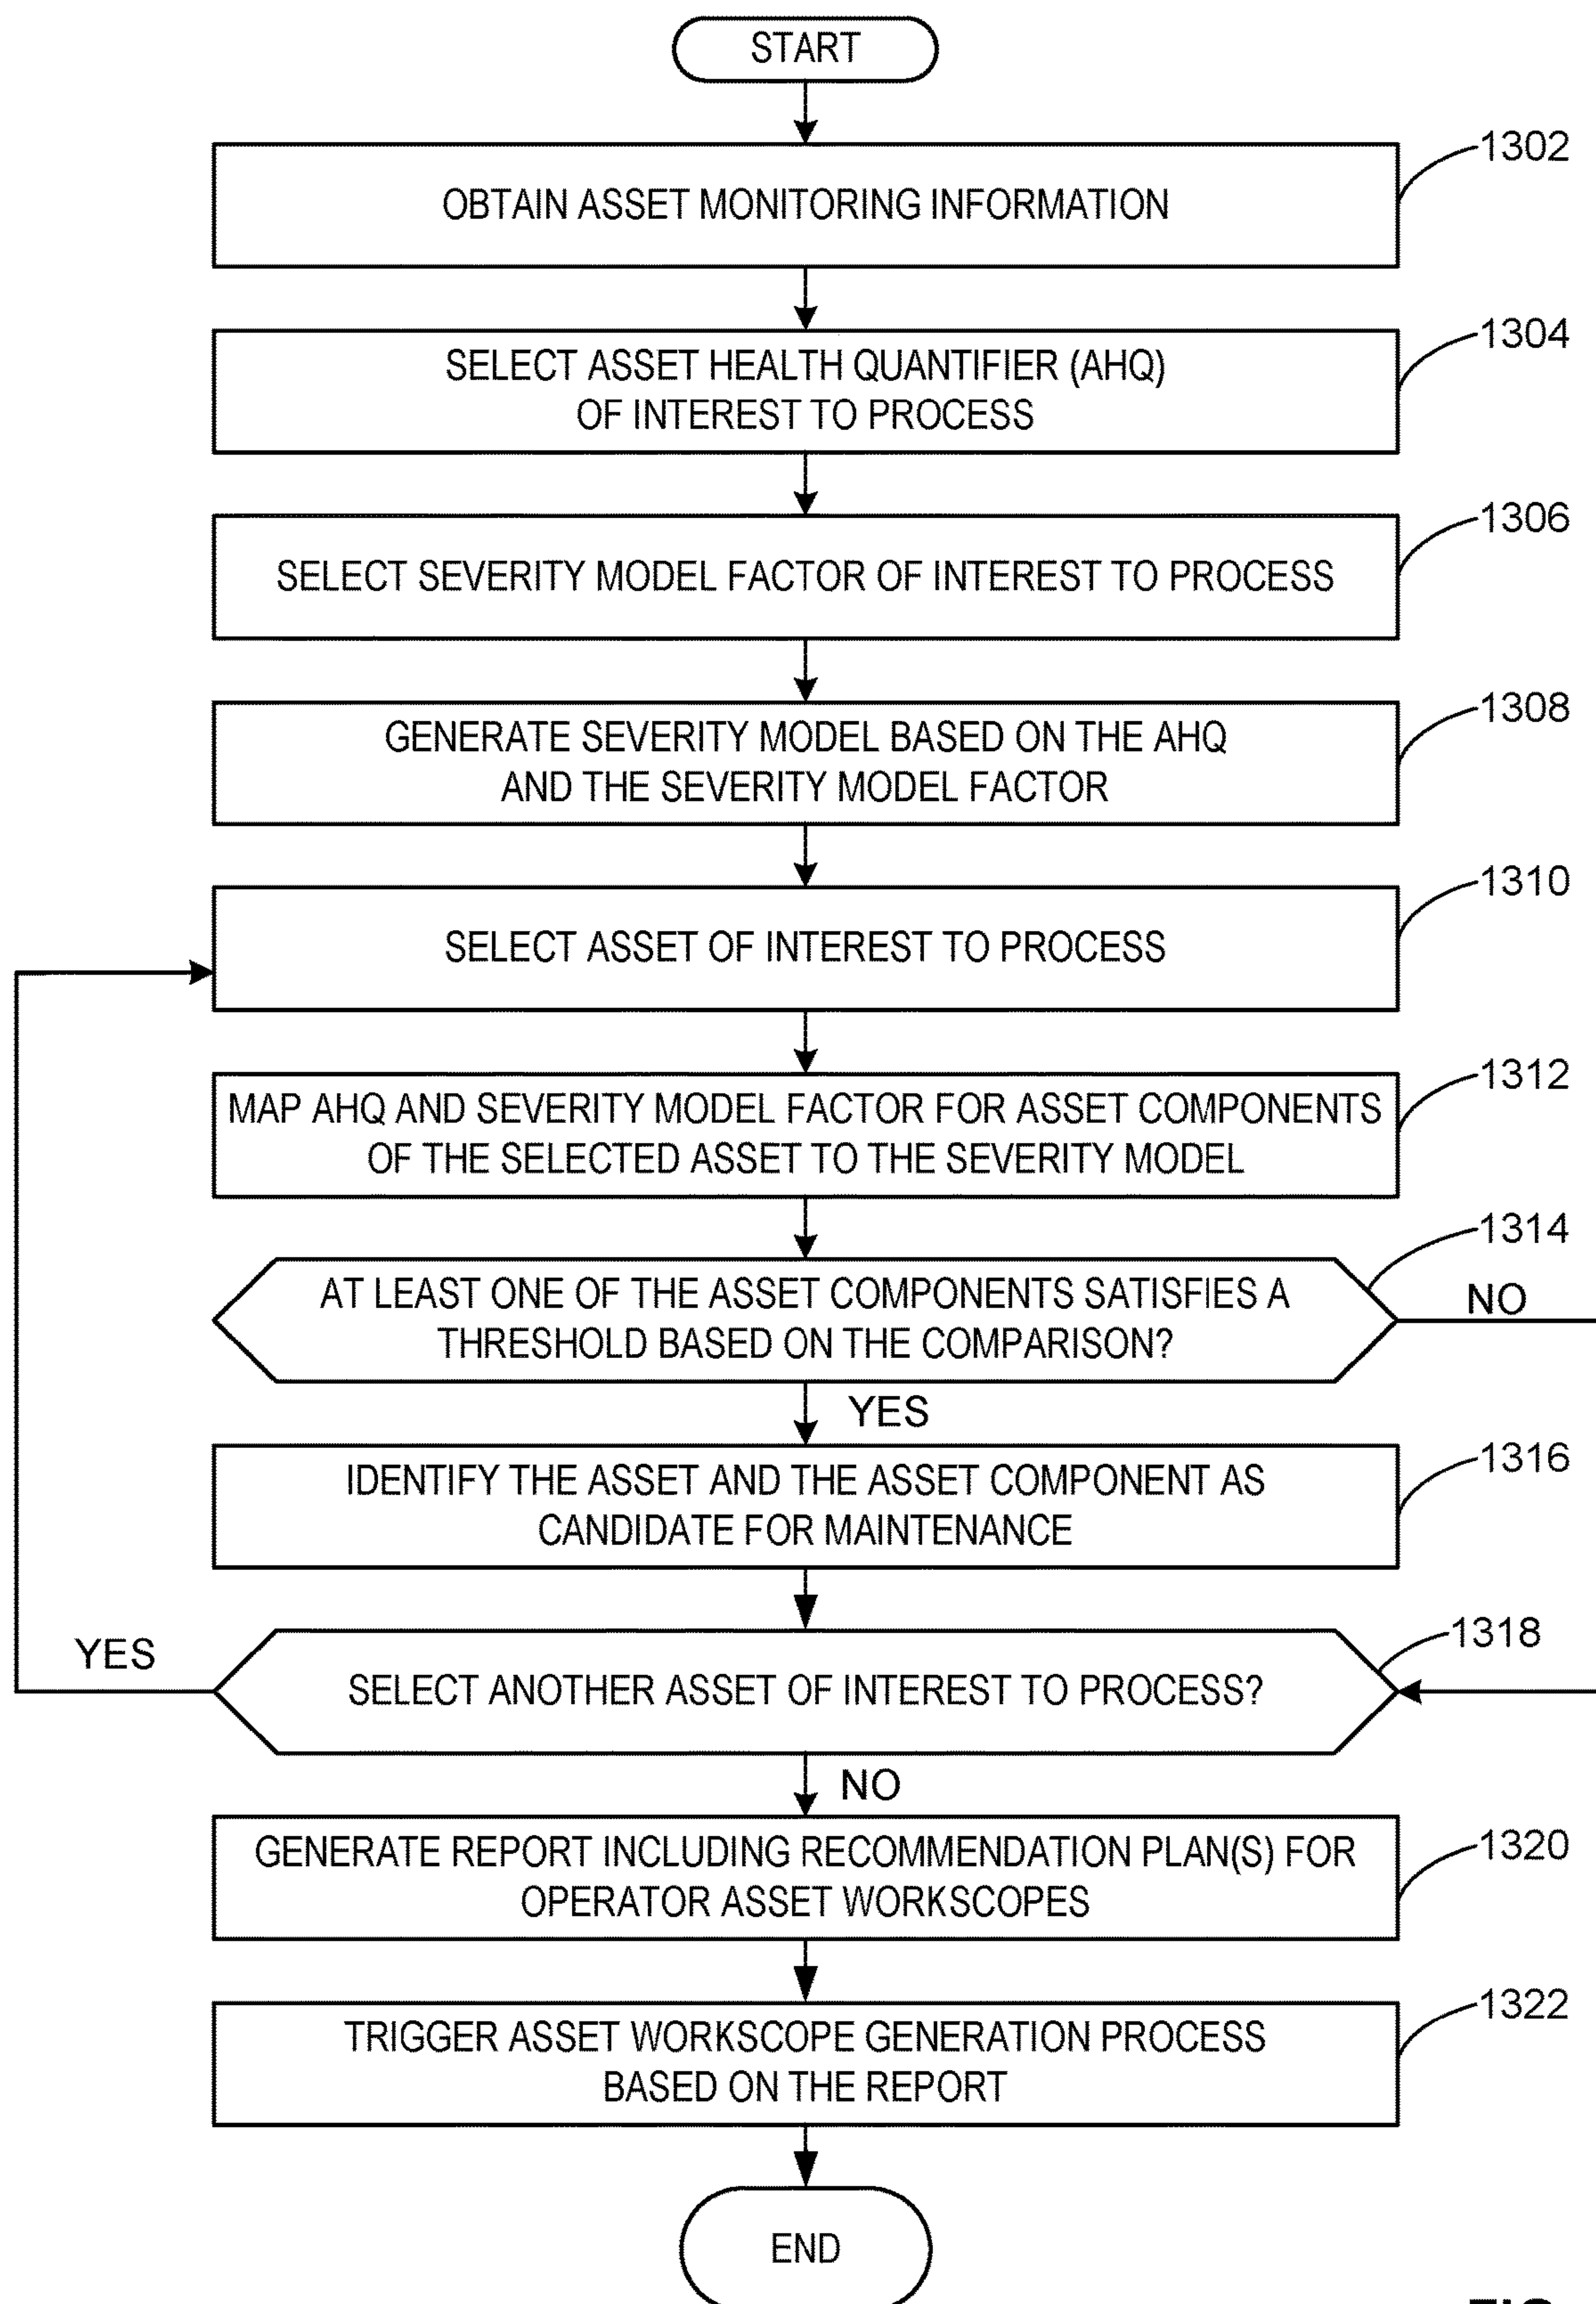 START
1302
OBTAIN ASSET MONITORING INFORMATION
1304
SELECT ASSET HEALTH QUANTIFIER (AHQ)
OF INTEREST TO PROCESS
1306
SELECT SEVERITY MODEL FACTOR OF INTEREST TO PROCESS
1308
GENERATE SEVERITY MODEL BASED ON THE AHQ
AND THE SEVERITY MODEL FACTOR
1310
SELECT ASSET OF INTEREST TO PROCESS
1312
MAP AHQ AND SEVERITY MODEL FACTOR FOR ASSET COMPONENTS
OF THE SELECTED ASSET TO THE SEVERITY MODEL
1314
AT LEAST ONE OF THE ASSET COMPONENTS SATISFIES A
THRESHOLD BASED ON THE COMPARISON?
NO
YES
1316
IDENTIFY THE ASSET AND THE ASSET COMPONENT AS
CANDIDATE FOR MAINTENANCE
1318
YES
SELECT ANOTHER ASSET OF INTEREST TO PROCESS?
NO
1320
GENERATE REPORT INCLUDING RECOMMENDATION PLAN(S) FOR
OPERATOR ASSET WORKSCOPES
1322
TRIGGER ASSET WORKSCOPE GENERATION PROCESS
BASED ON THE REPORT
END